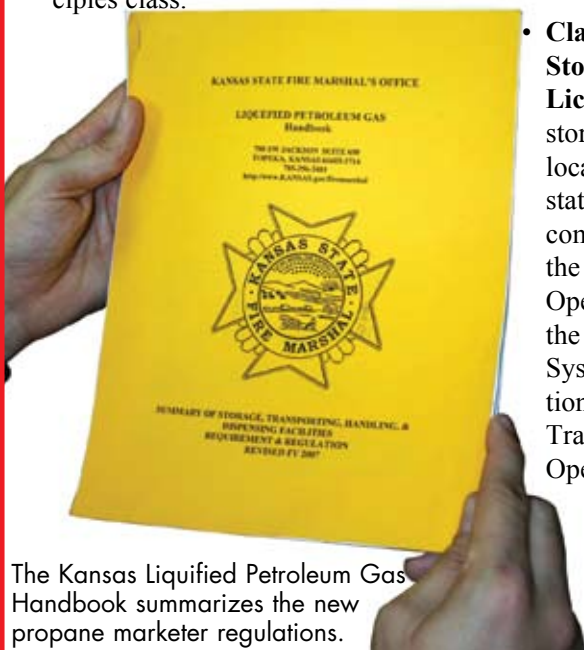 ciples class.
KANSAS STATE FIRE MARSHAL'S OFFICE
LIQUEFIED PETROLEUM GAS
Handbook
700 SW JACKSON SUITE 600
TOPEKA, KANSAS 66603-3714
http://www.KANSAS.gov/firemarshal
KANSAS STATE
FIRE MARSHAL
SUMMARY OF STORAGE, TRANSPORTING, HANDLING, &
DISPENSING FACILITIES
REQUIREMENT & REGULATION
REVISED FY 2007
The Kansas Liquified Petroleum Gas
Handbook summarizes the new
propane marketer regulations.
• Cla
Sto
Lic
stor
loca
stat
con
the
Ope
the
Sys
tion
Tra
Ope